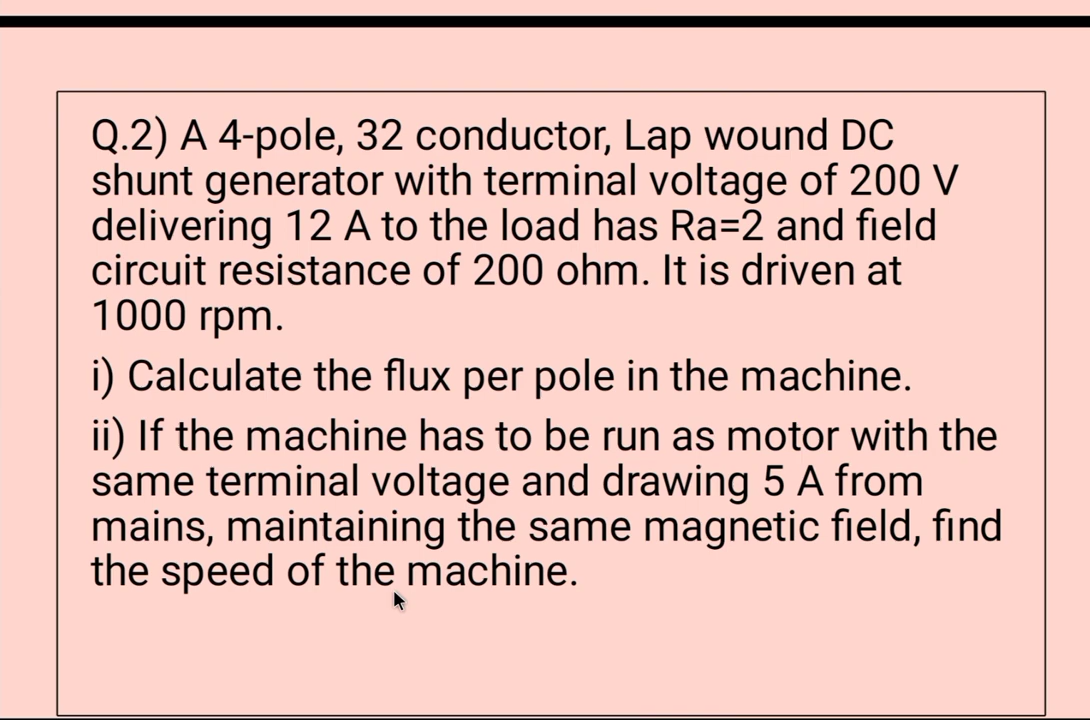 Q.2) A 4-pole, 32 conductor, Lap wound DC
shunt generator with terminal voltage of 200 V
delivering 12 A to the load has Ra=2 and field
circuit resistance of 200 ohm. It is driven at
1000 rpm.
i) Calculate the flux per pole in the machine.
ii) If the machine has to be run as motor with the
same terminal voltage and drawing 5 A from
mains, maintaining the same magnetic field, find
the speed of the machine.